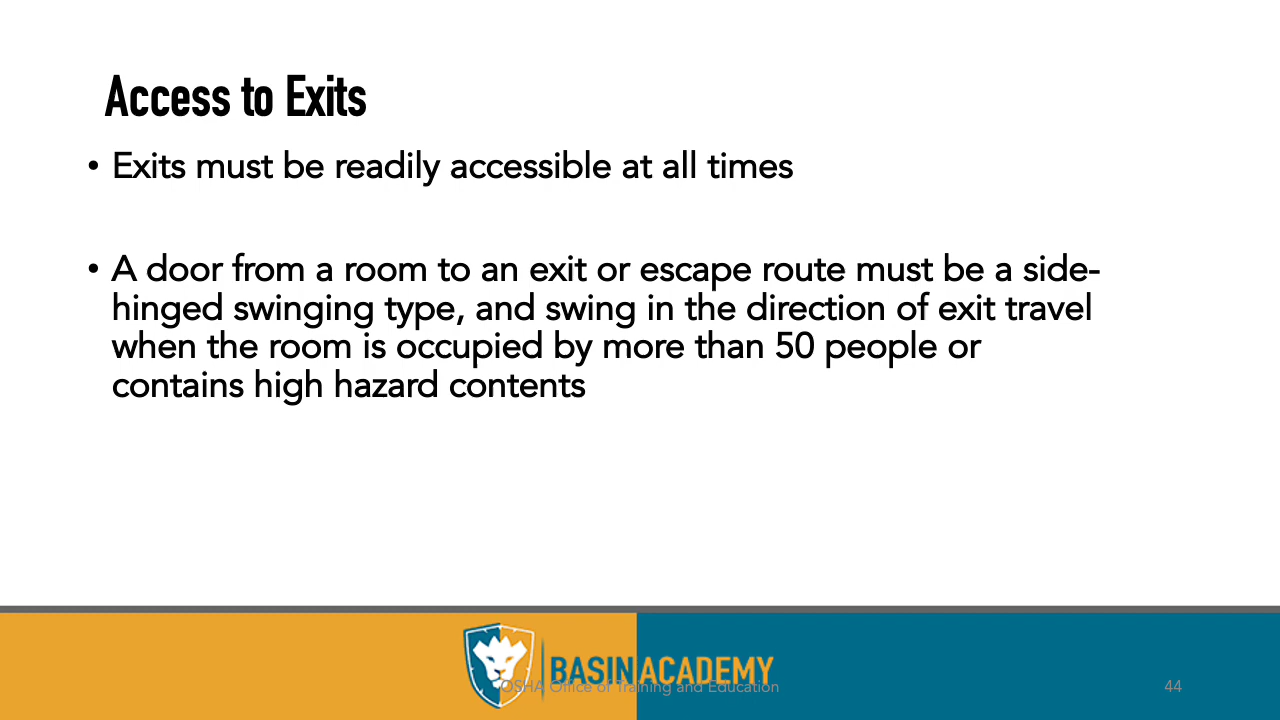 Access to Exits
• Exits must be readily accessible at all times
• A door from a room to an exit or escape route must be a side-
hinged swinging type, and swing in the direction of exit travel
when the room is occupied by more than 50 people or
contains high hazard contents
BASIN ACADEMY
OSHA Office of Training and Education
44